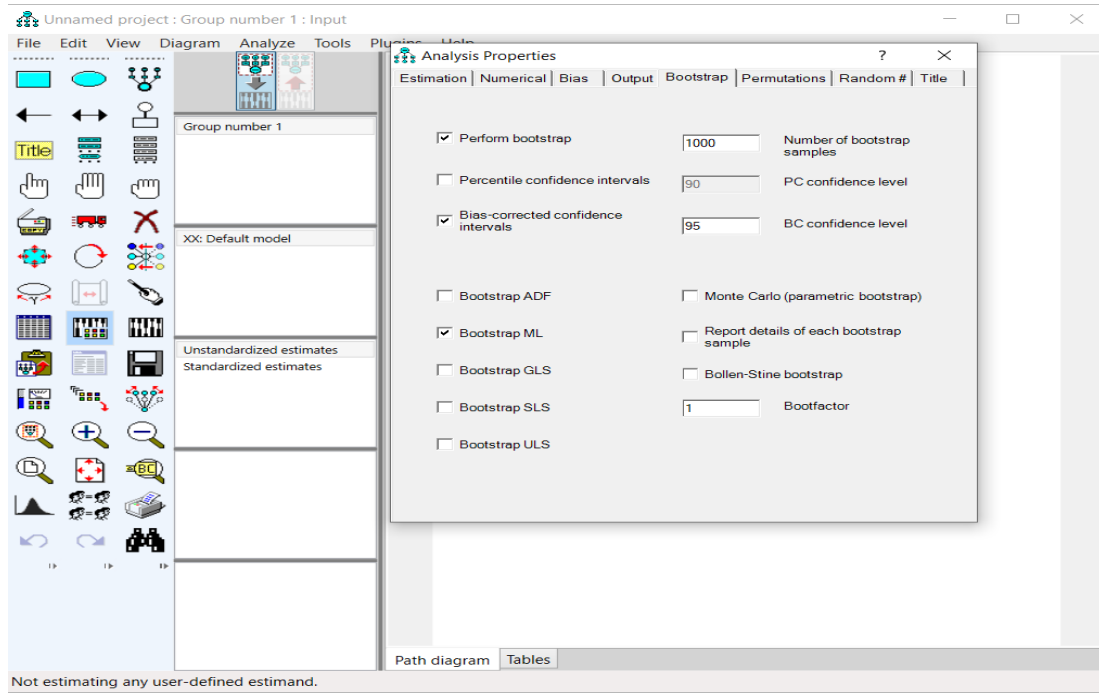 Unnamed project : Group number 1 : Input
File Edit View Diagram Analyze Tools Plugins Help
Analysis Properties
?
Estimation Numerical Bias Output Bootstrap Permutations Random # Title
Title
Group number 1
XX: Default model
Unstandardized estimates
Standardized estimates
Perform bootstrap
1000
Number of bootstrap
samples
Percentile confidence intervals
90
PC confidence level
Bias-corrected confidence
intervals
95
BC confidence level
Bootstrap ADF
Monte Carlo (parametric bootstrap)
Bootstrap ML
Report details of each bootstrap
sample
Bootstrap GLS
Bollen-Stine bootstrap
Bootstrap SLS
1
Bootfactor
Bootstrap ULS
Path diagram Tables
Not estimating any user-defined estimand.